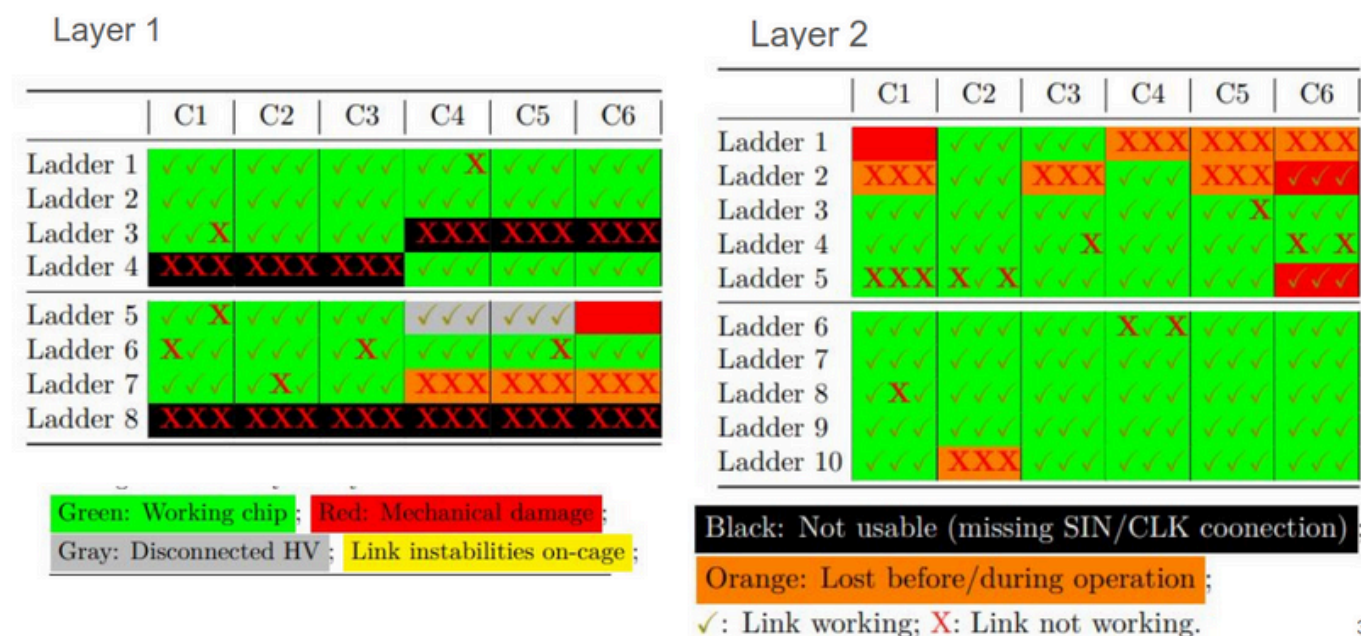 Layer 1
C1 C2 C3 C4 C5 C6
Ladder 1 ✓✓✓ ✓✓✓ ✓✓✓ ✓✓X ✓✓✓ ✓✓✓
Ladder 2 ✓✓✓ ✓✓✓ ✓✓✓ ✓✓✓ ✓✓✓ ✓✓✓
Ladder 3 ✓✓X ✓✓✓ ✓✓✓ XXX XXX XXX
Ladder 4 XXX XXX XXX ✓✓✓ ✓✓✓ ✓✓✓
Ladder 5 ✓✓X ✓✓✓ ✓✓✓ ✓✓✓ ✓✓✓
Ladder 6 X✓✓ ✓✓✓ ✓X✓ ✓✓✓ ✓✓X ✓✓✓
Ladder 7 ✓✓✓ ✓X✓ ✓✓✓ XXX XXX XXX
Ladder 8 XXX XXX XXX XXX XXX XXX
Green: Working chip ; Red: Mechanical damage ;
Gray: Disconnected HV ; Link instabilities on-cage ;
Layer 2
C1 C2 C3 C4 C5 C6
Ladder 1 ✓✓✓ ✓✓✓ XXX XXX XXX
Ladder 2 XXX ✓✓✓ XXX ✓✓✓ XXX ✓✓✓
Ladder 3 ✓✓✓ ✓✓✓ ✓✓✓ ✓✓✓ ✓✓X ✓✓✓
Ladder 4 ✓✓✓ ✓✓✓ ✓✓X ✓✓✓ ✓✓✓ X✓X
Ladder 5 XXX X✓X ✓✓✓ ✓✓✓ ✓✓✓ ✓✓✓
Ladder 6 ✓✓✓ ✓✓✓ ✓✓✓ X✓X ✓✓✓ ✓✓✓
Ladder 7 ✓✓✓ ✓✓✓ ✓✓✓ ✓✓✓ ✓✓✓ ✓✓✓
Ladder 8 ✓X✓ ✓✓✓ ✓✓✓ ✓✓✓ ✓✓✓ ✓✓✓
Ladder 9 ✓✓✓ ✓✓✓ ✓✓✓ ✓✓✓ ✓✓✓ ✓✓✓
Ladder 10 ✓✓✓ XXX ✓✓✓ ✓✓✓ ✓✓✓ ✓✓✓
Black: Not usable (missing SIN/CLK coonection) ;
Orange: Lost before/during operation ;
✓: Link working; X: Link not working. ;